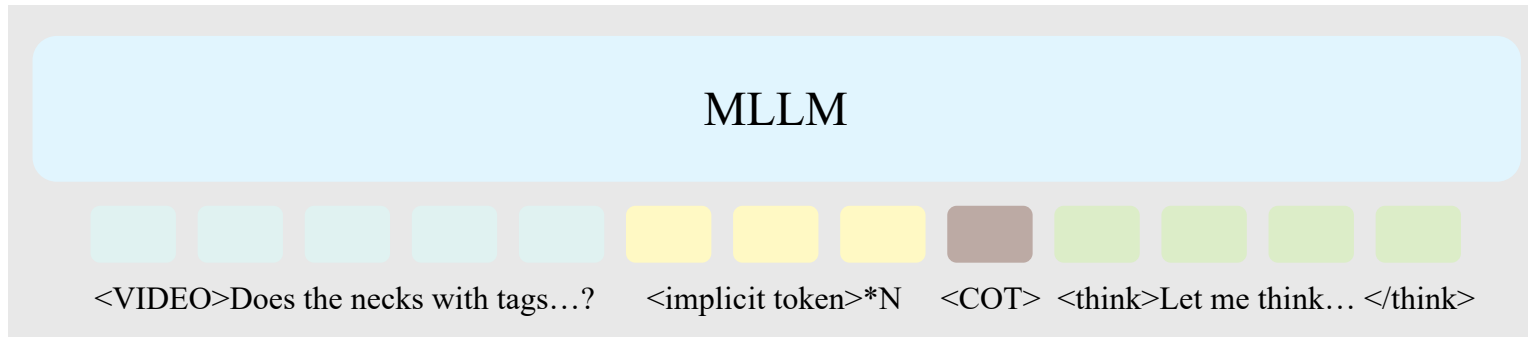 MLLM
<VIDEO>Does the necks with tags…? <implicit token>*N <COT> <think>Let me think… </think>